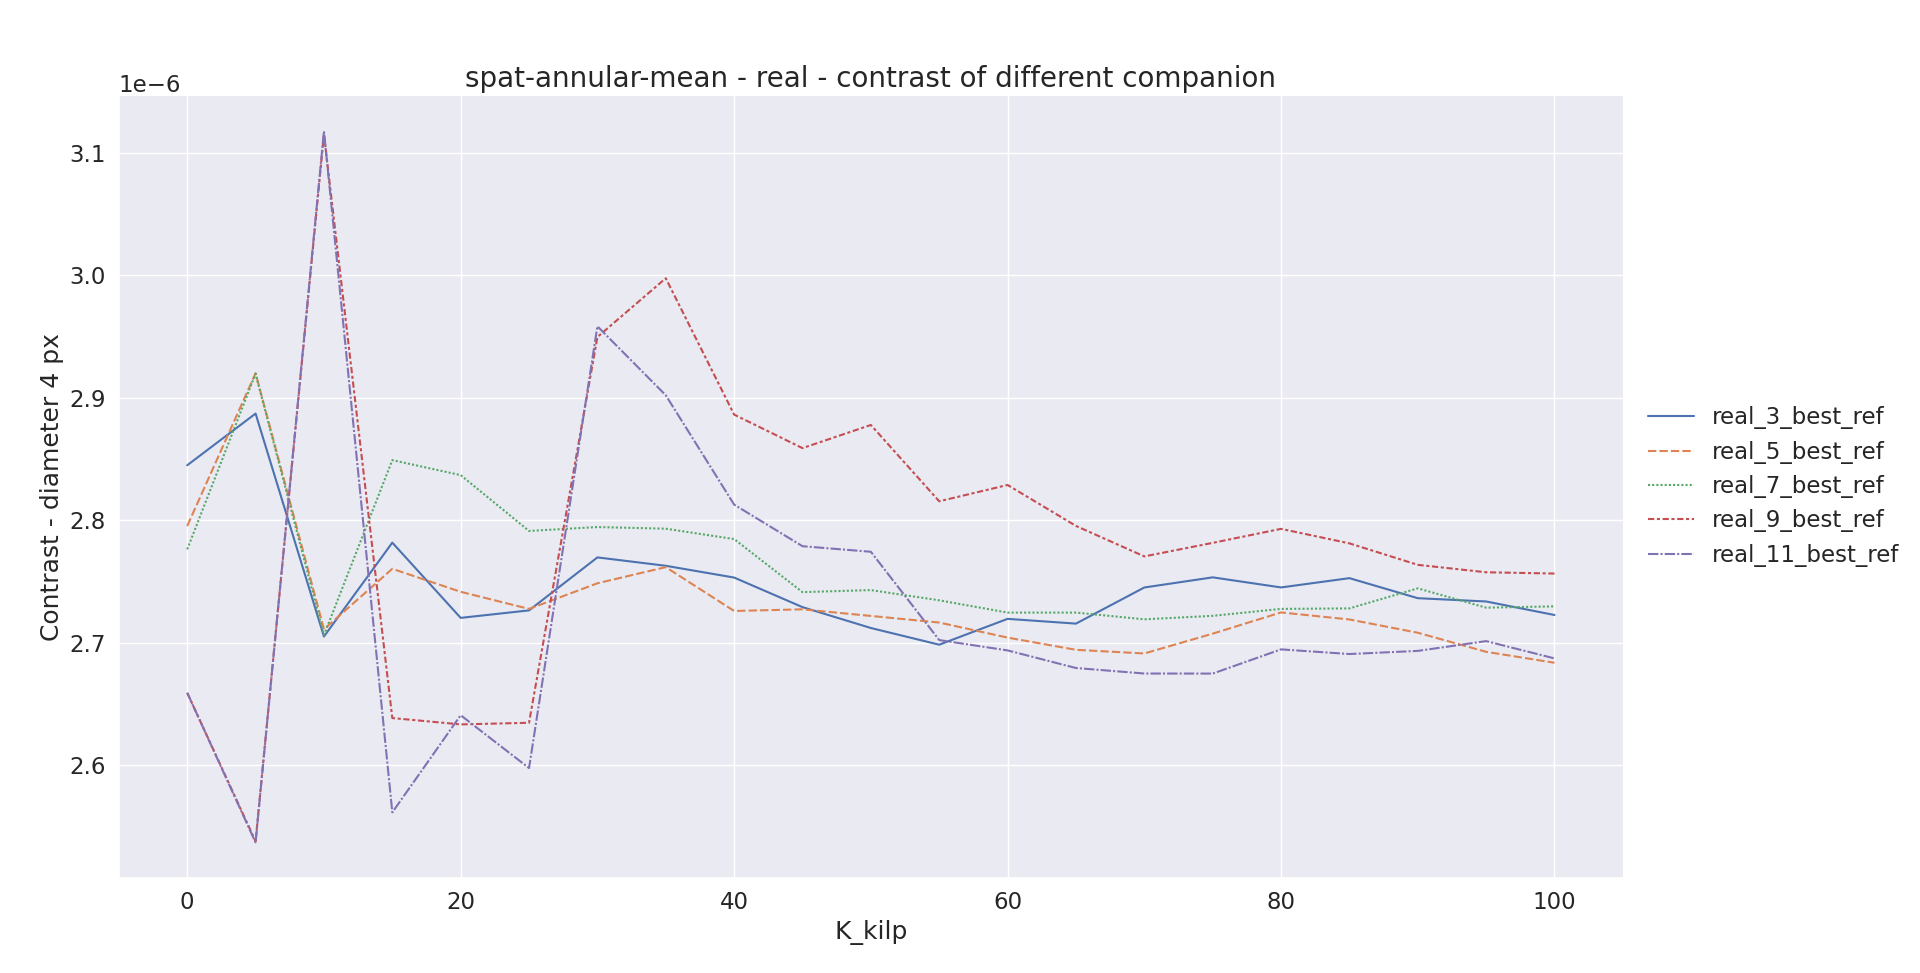 spat-annular-mean - real - contrast of different companion
1e−6
3.1
3.0
2.9
2.8
2.7
2.6
Contrast - diameter 4 px
0
20
40
60
80
100
K_kilp
real_3_best_ref
real_5_best_ref
real_7_best_ref
real_9_best_ref
real_11_best_ref